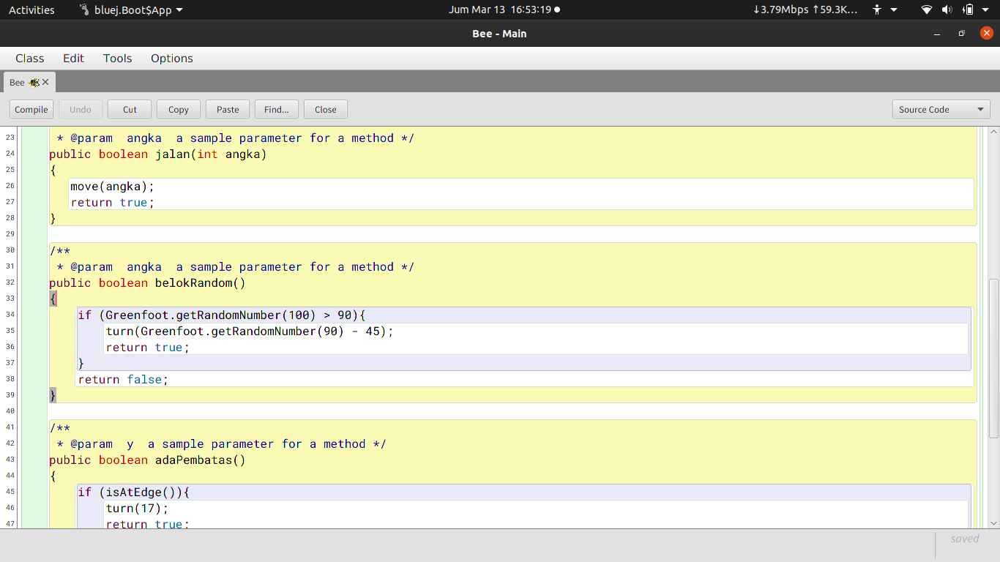 Activities bluej.Boot$App Jum Mar 13 16:53:19 ↓3.79Mbps ↑59.3K...
Bee - Main
Class Edit Tools Options
Bee
Compile Undo Cut Copy Paste Find... Close Source Code
23 * @param  angka  a sample parameter for a method */
24 public boolean jalan(int angka)
25 {
26 move(angka);
27 return true;
28 }
29
30 /**
31 * @param  angka  a sample parameter for a method */
32 public boolean belokRandom()
33 {
34 if (Greenfoot.getRandomNumber(100) > 90){
35 turn(Greenfoot.getRandomNumber(90) - 45);
36 return true;
37 }
38 return false;
39 }
40
41 /**
42 * @param  y  a sample parameter for a method */
43 public boolean adaPembatas()
44 {
45 if (isAtEdge()){
46 turn(17);
47 return true;
saved